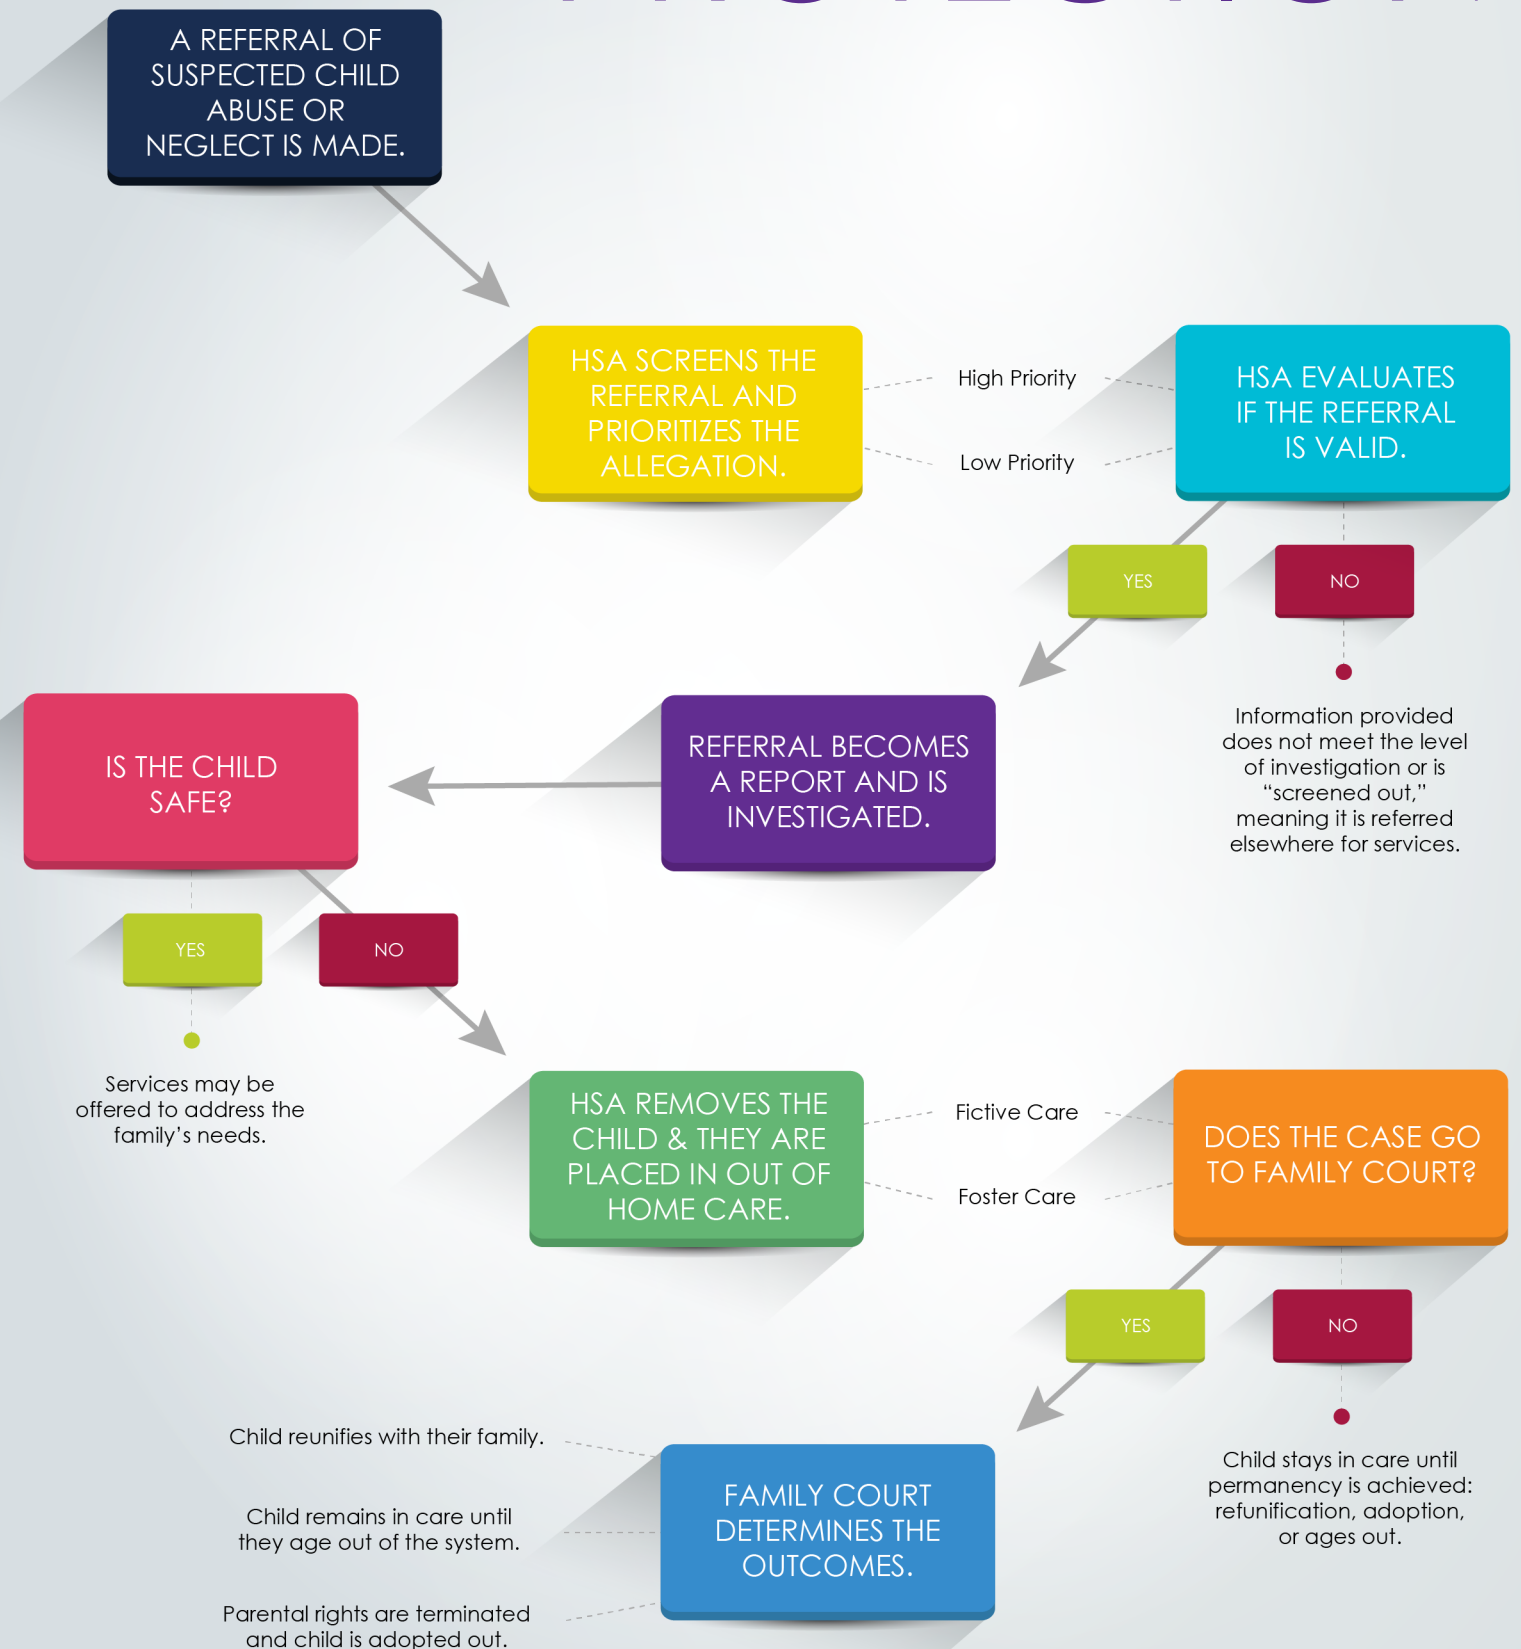 A REFERRAL OF
SUSPECTED CHILD
ABUSE OR
NEGLECT IS MADE.
HSA SCREENS THE
REFERRAL AND
PRIORITIZES THE
ALLEGATION.
High Priority
Low Priority
HSA EVALUATES
IF THE REFERRAL
IS VALID.
YES
NO
Information provided
does not meet the level
of investigation or is
“screened out,”
meaning it is referred
elsewhere for services.
REFERRAL BECOMES
A REPORT AND IS
INVESTIGATED.
IS THE CHILD
SAFE?
YES
NO
Services may be
offered to address the
family’s needs.
HSA REMOVES THE
CHILD & THEY ARE
PLACED IN OUT OF
HOME CARE.
Fictive Care
Foster Care
DOES THE CASE GO
TO FAMILY COURT?
YES
NO
Child stays in care until
permanency is achieved:
refunification, adoption,
or ages out.
FAMILY COURT
DETERMINES THE
OUTCOMES.
Child reunifies with their family.
Child remains in care until
they age out of the system.
Parental rights are terminated
and child is adopted out.